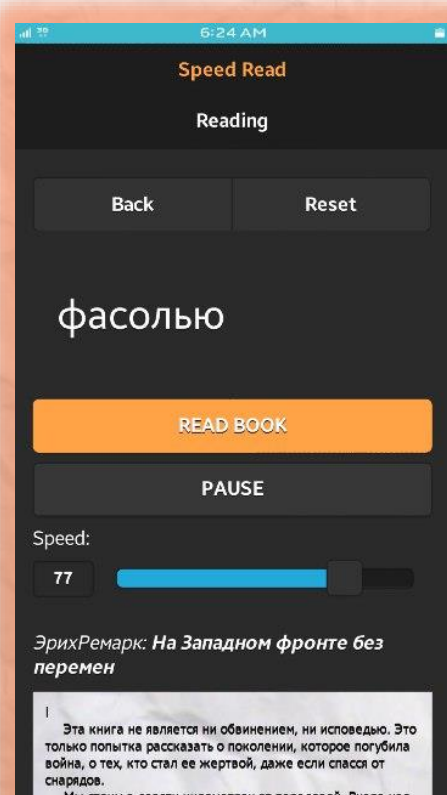 3G
6:24 AM
Speed Read
Reading
Back Reset
фасолью
READ BOOK
PAUSE
Speed:
77
ЭрихРемарк: На Западном фронте без
перемен
I
Эта книга не является ни обвинением, ни исповедью. Это
только попытка рассказать о поколении, которое погубила
война, о тех, кто стал ее жертвой, даже если спасся от
снарядов.